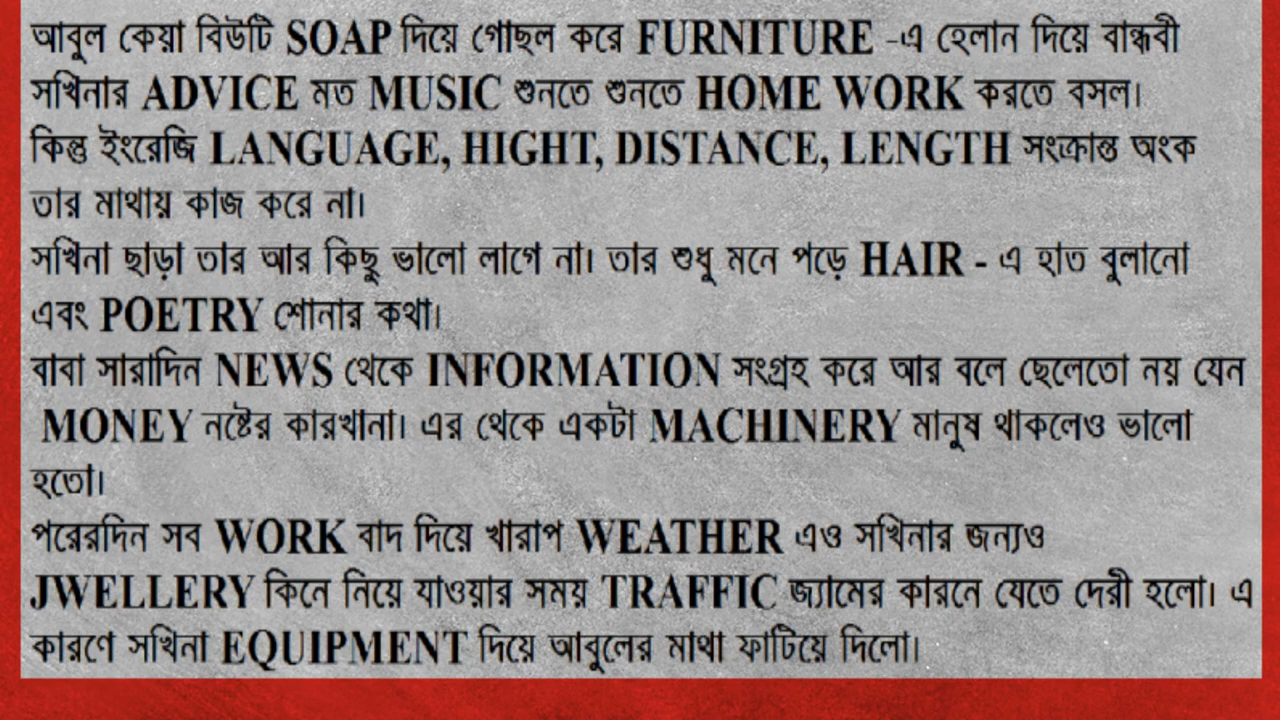 আবুল কেয়া বিউটি SOAP দিয়ে গোছল করে FURNITURE -এ হেলান দিয়ে বান্ধবী
সখিনার ADVICE মত MUSIC শুনতে শুনতে HOME WORK করতে বসল।
কিন্তু ইংরেজি LANGUAGE, HIGHT, DISTANCE, LENGTH সংক্রান্ত অংক
তার মাথায় কাজ করে না।
সখিনা ছাড়া তার আর কিছু ভালো লাগে না। তার শুধু মনে পড়ে HAIR - এ হাত বুলানো
এবং POETRY শোনার কথা।
বাবা সারাদিন NEWS থেকে INFORMATION সংগ্রহ করে আর বলে ছেলেতো নয় যেন
MONEY নষ্টের কারখানা। এর থেকে একটা MACHINERY মানুষ থাকলেও ভালো
হতো।
পরেরদিন সব WORK বাদ দিয়ে খারাপ WEATHER এও সখিনার জন্যও
JWELLERY কিনে নিয়ে যাওয়ার সময় TRAFFIC জ্যামের কারনে যেতে দেরী হলো। এ
কারণে সখিনা EQUIPMENT দিয়ে আবুলের মাথা ফাটিয়ে দিলো।